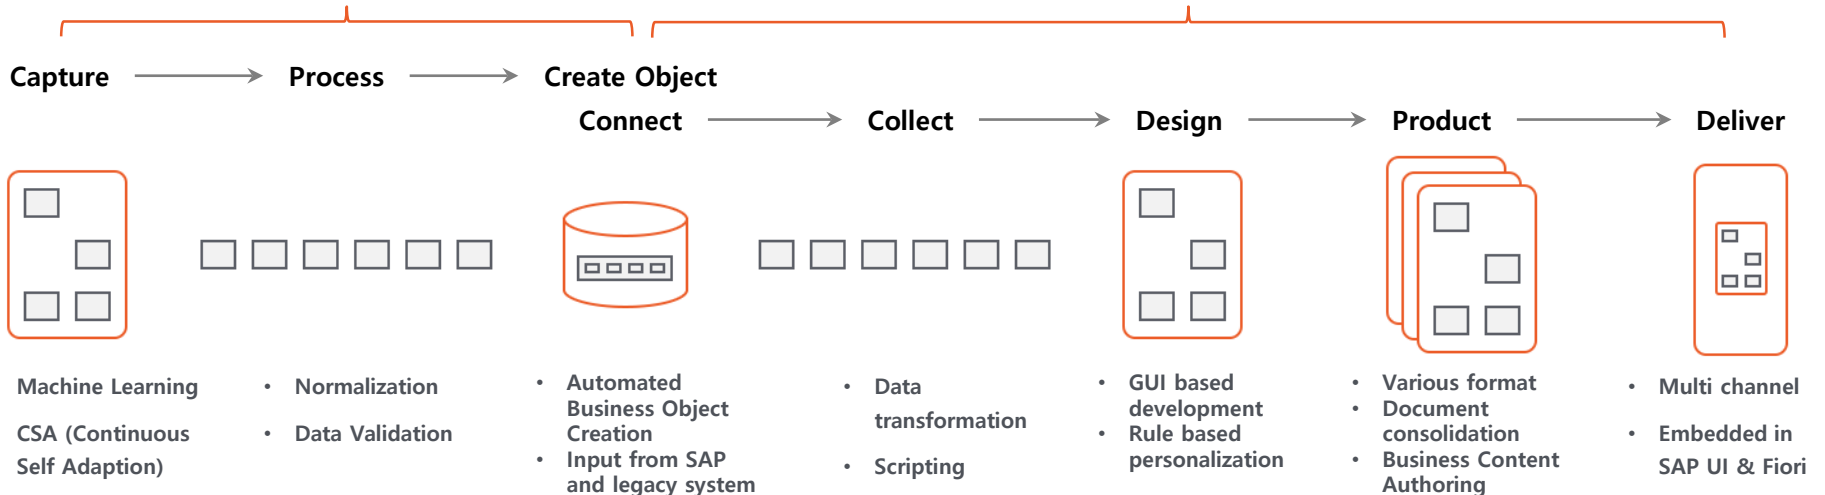 Capture
Process
Create Object
Connect
Collect
Design
Product
Deliver
Machine Learning
CSA (Continuous
Self Adaption)
• Normalization
• Data Validation
• Automated
Business Object
Creation
• Input from SAP
and legacy system
• Data
transformation
• Scripting
• GUI based
development
• Rule based
personalization
• Various format
• Document
consolidation
• Business Content
Authoring
• Multi channel
• Embedded in
SAP UI & Fiori